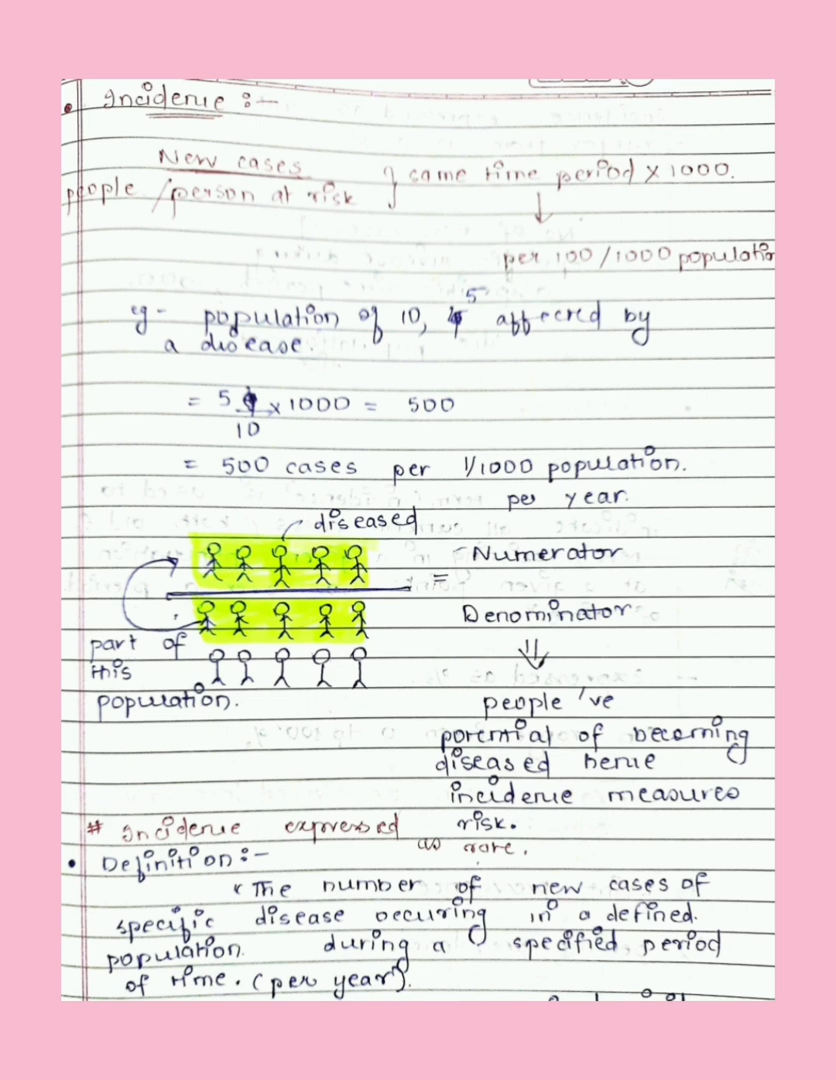 • Incidence :-
New cases
people /person at risk } same time period x 1000.
↓
per 100 /1000 populatio
eg- population of 10, 5 affected by
a disease.
= 5 x 1000 = 500
10
= 500 cases per 1/1000 population.
per year.
diseased
= Numerator
Denominator
part of
this
population.
⇓
people 've
potential of becoming
diseased hence
incidence measures
risk.
# Incidence expressed
as rate.
• Definition :-
" The number of new cases of
specific disease occuring in a defined
population during a specified period
of time. (per year").